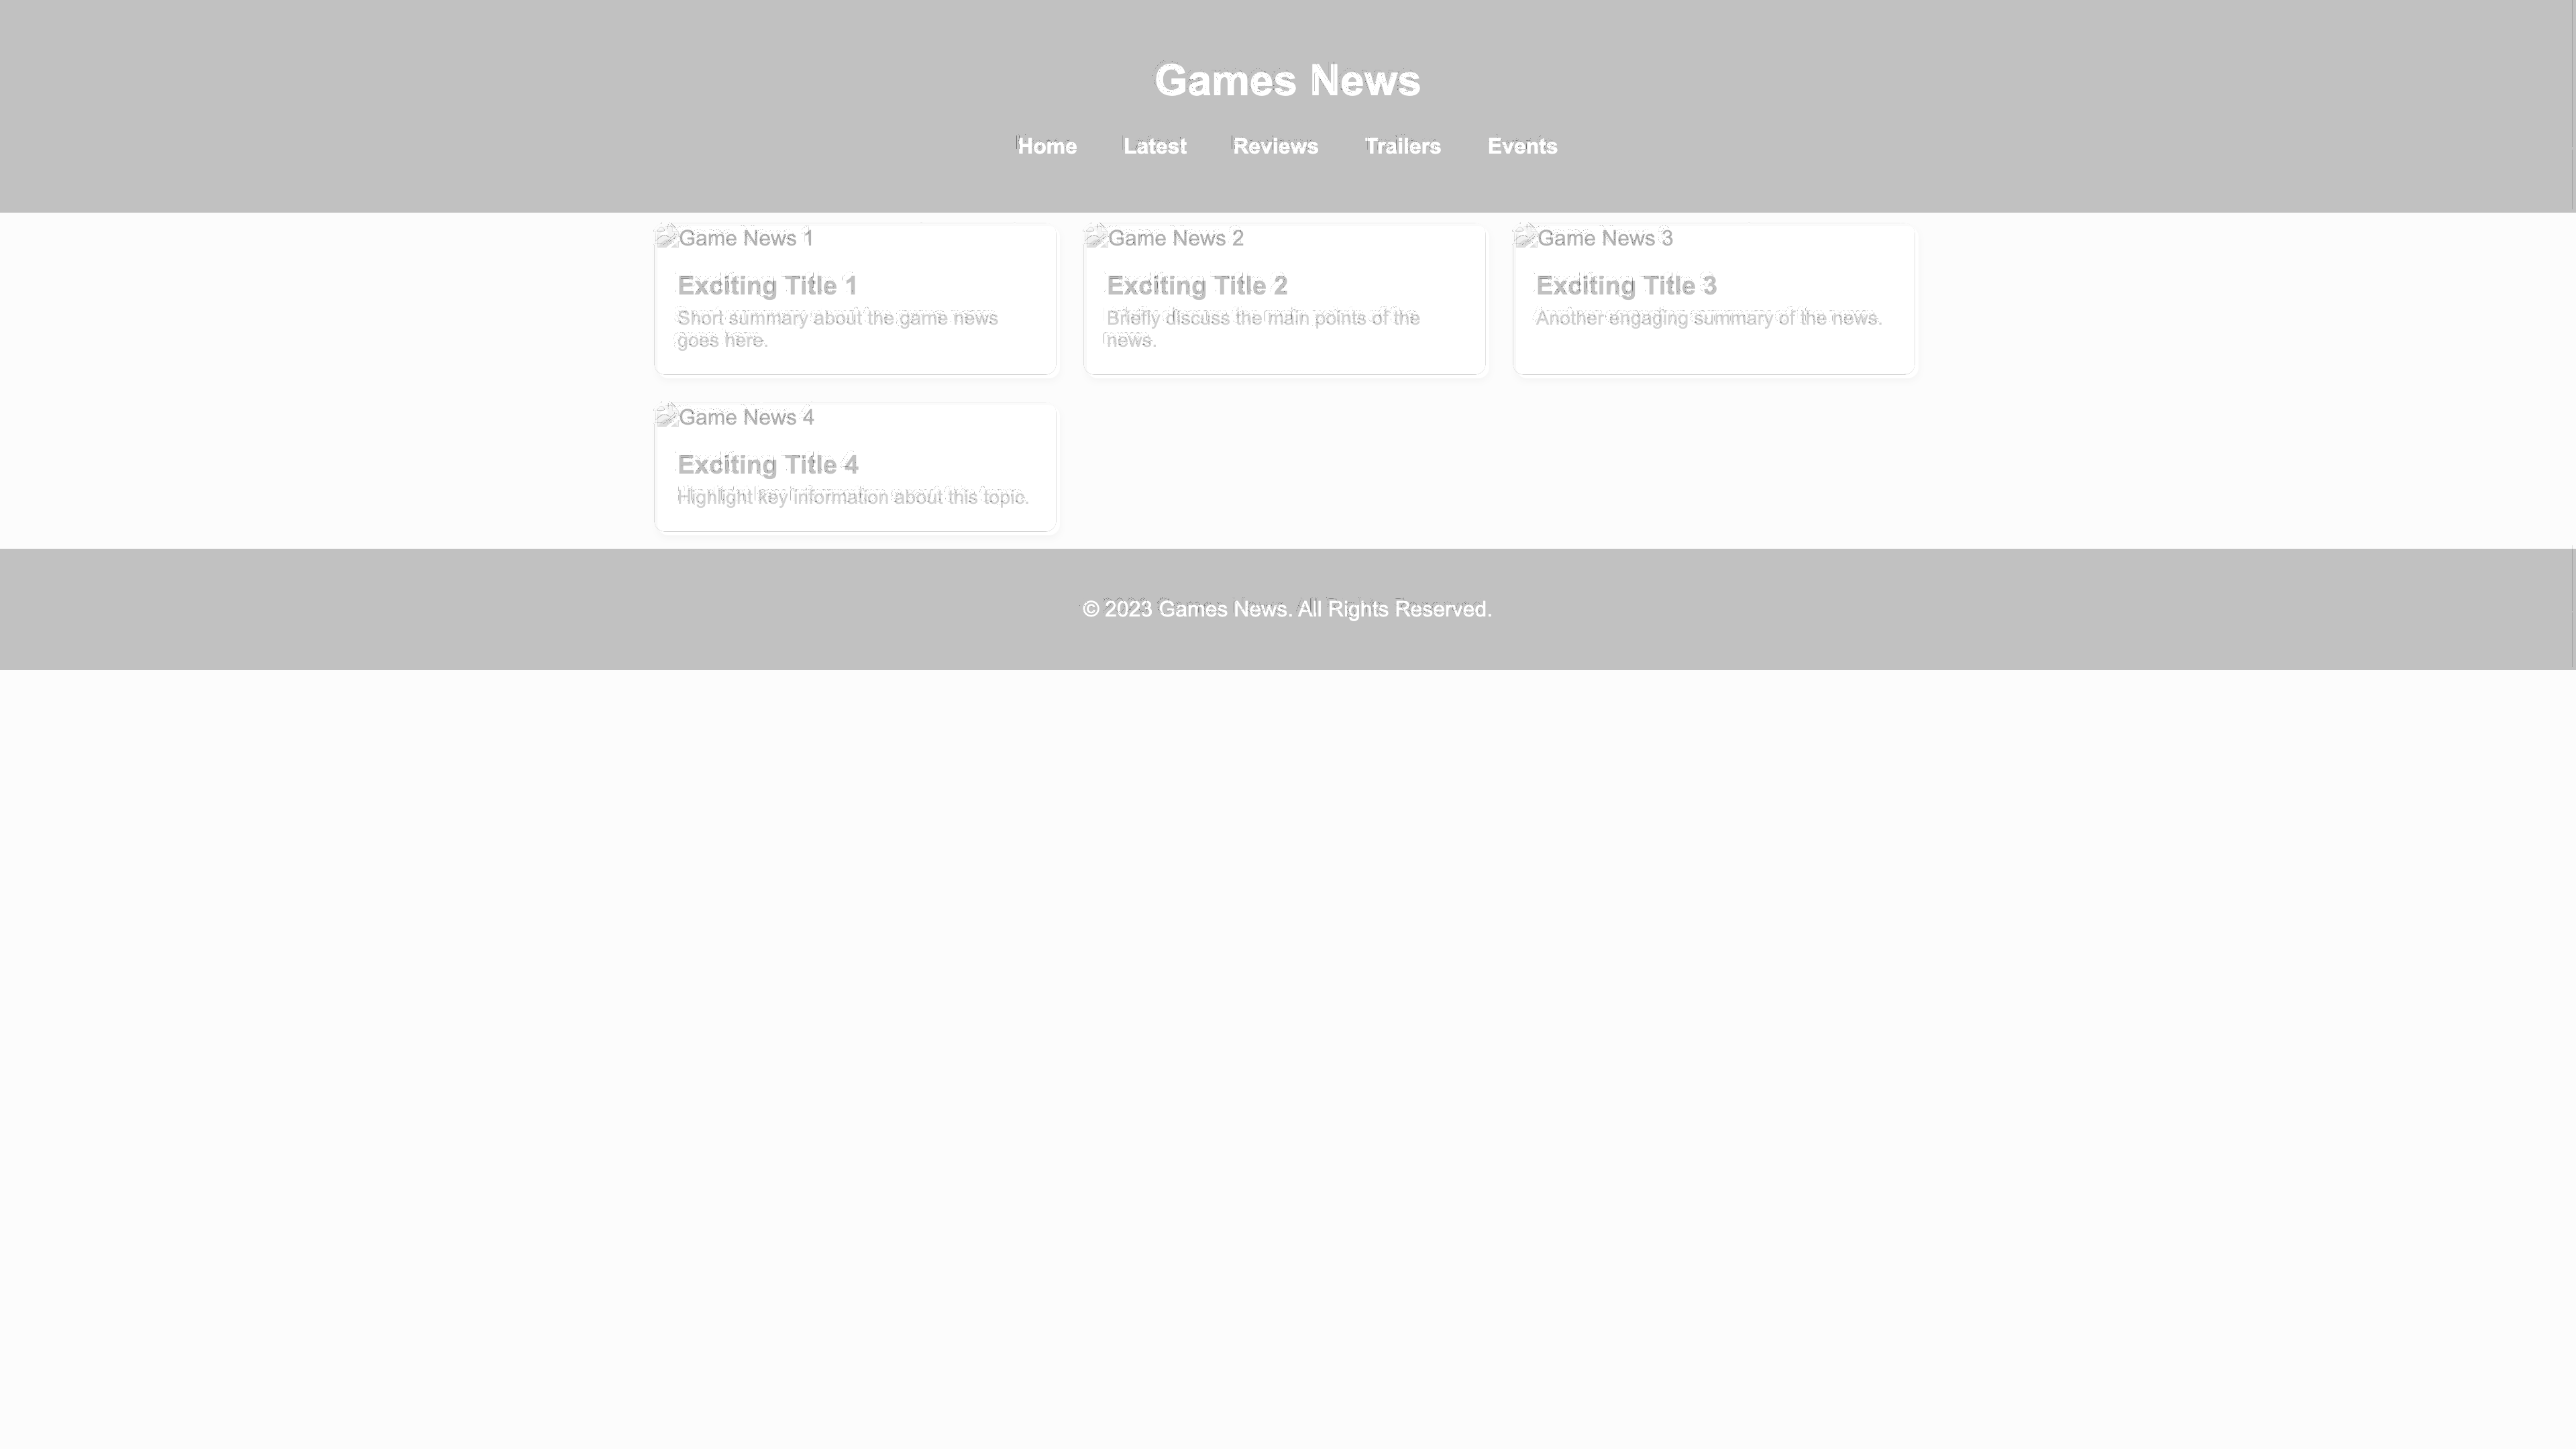 Games News
Home Latest Reviews Trailers Events
Game News 1
Exciting Title 1
Short summary about the game news
goes here.
Game News 2
Exciting Title 2
Briefly discuss the main points of the
news.
Game News 3
Exciting Title 3
Another engaging summary of the news.
Game News 4
Exciting Title 4
Highlight key information about this topic.
© 2023 Games News. All Rights Reserved.